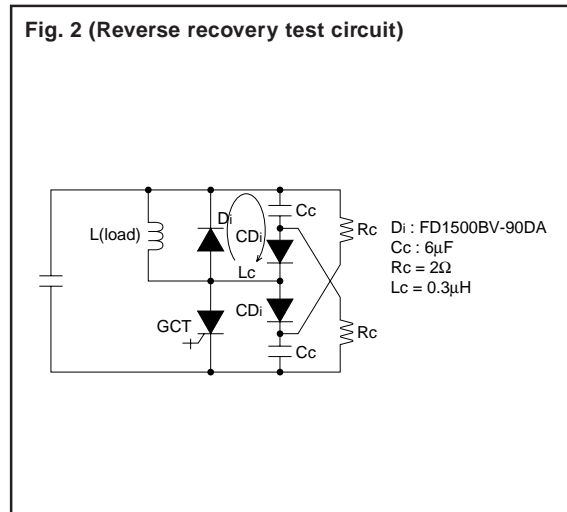 Fig. 2 (Reverse recovery test circuit)
L(load)
Di
CDi
Lc
Cc
Rc
GCT
CDi
Cc
Rc
Di : FD1500BV-90DA
Cc : 6µF
Rc = 2Ω
Lc = 0.3µH